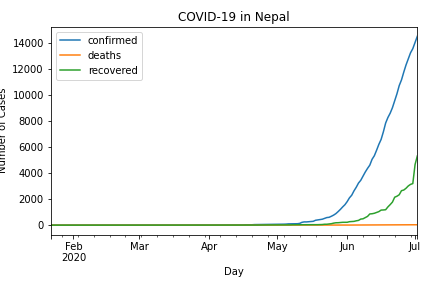 COVID-19 in Nepal
confirmed
deaths
recovered
14000
12000
10000
8000
6000
4000
2000
0
Number of Cases
Feb
2020
Mar
Apr
May
Jun
Jul
Day